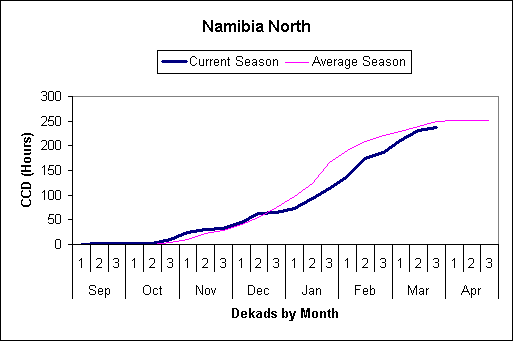 Namibia North
Current Season Average Season
300
250
200
150
100
50
0
CCD (Hours)
1 2 3 1 2 3 1 2 3 1 2 3 1 2 3 1 2 3 1 2 3 1 2 3
Sep Oct Nov Dec Jan Feb Mar Apr
Dekads by Month